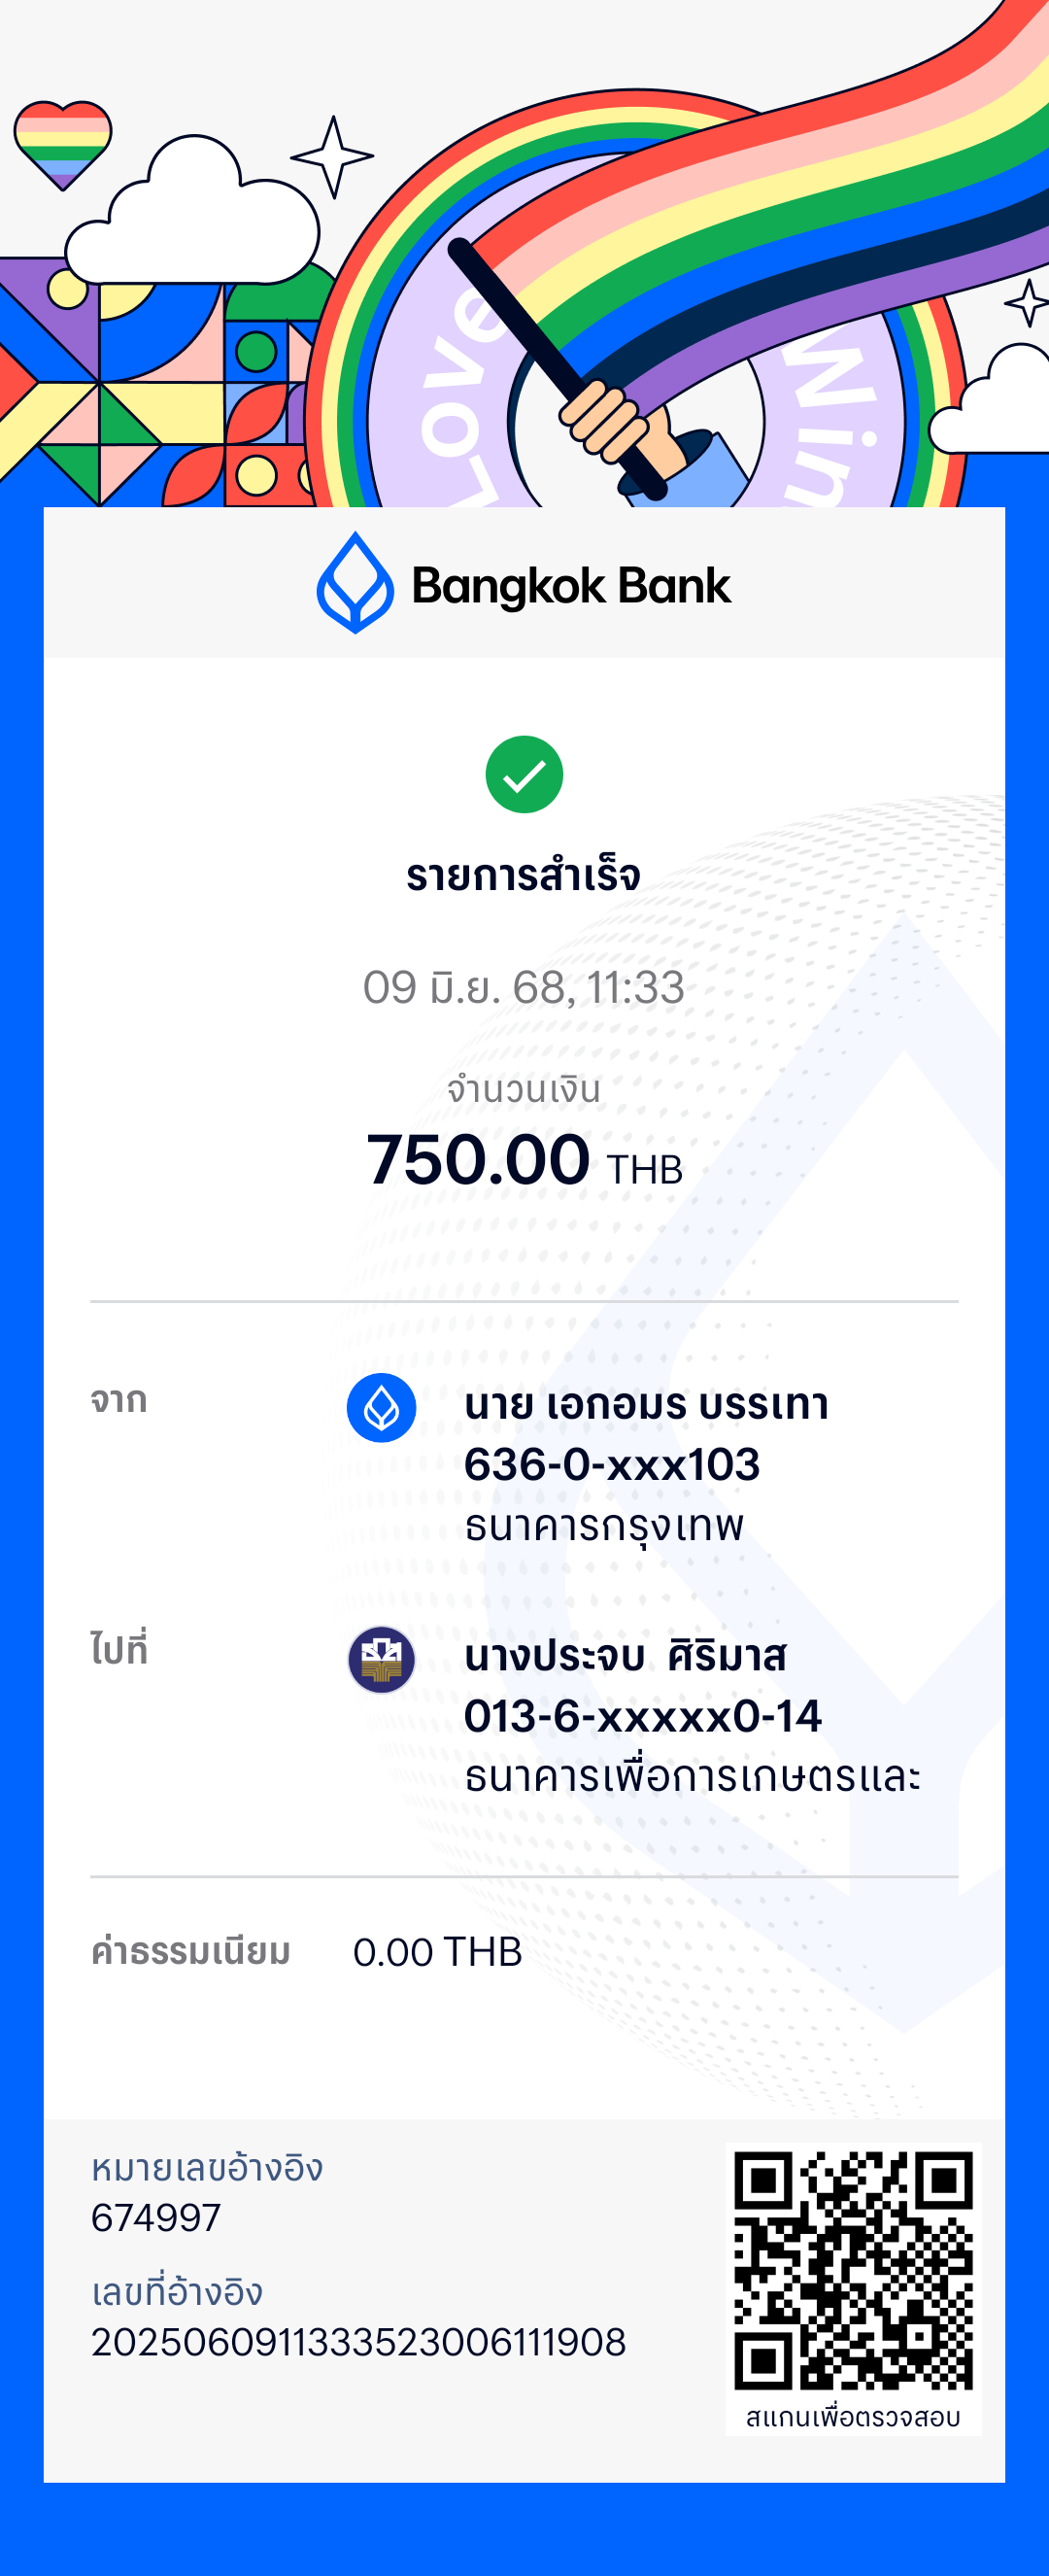 Love Win
Bangkok Bank
รายการสำเร็จ
09 มิ.ย. 68, 11:33
จำนวนเงิน
750.00 THB
จาก
นาย เอกอมร บรรเทา
636-0-xxx103
ธนาคารกรุงเทพ
ไปที่
นางประจบ ศิริมาส
013-6-xxxxx0-14
ธนาคารเพื่อการเกษตรและ
ค่าธรรมเนียม 0.00 THB
หมายเลขอ้างอิง
674997
เลขที่อ้างอิง
2025060911333523006111908
สแกนเพื่อตรวจสอบ